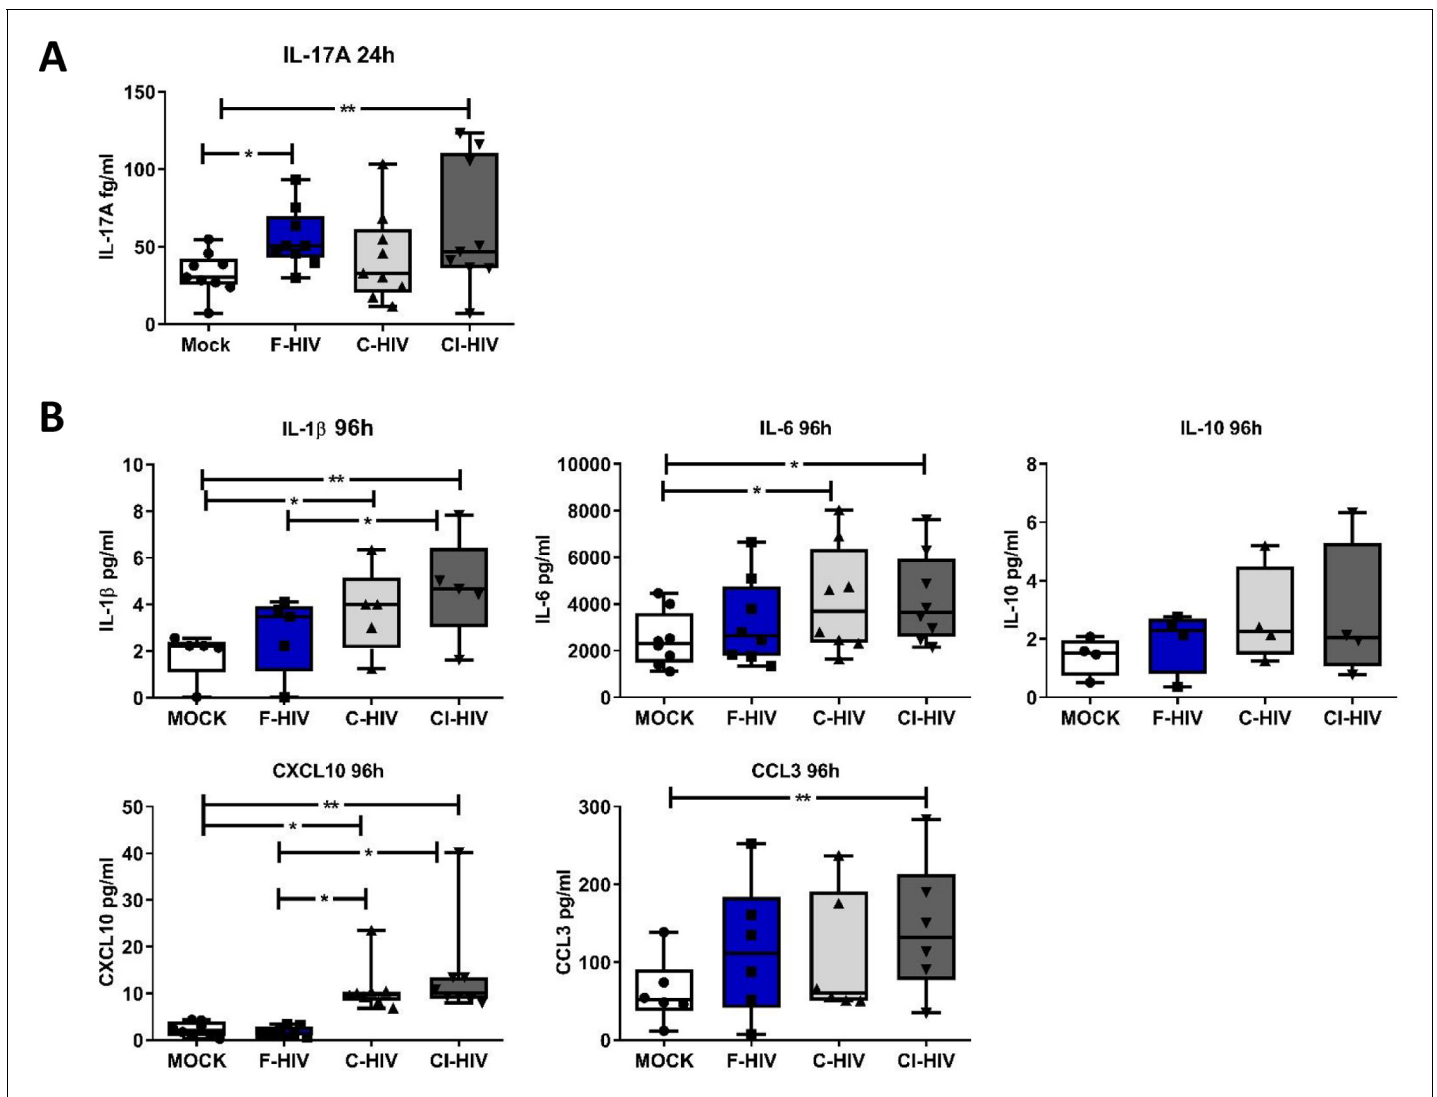 A
IL-17A 24h
IL-17A fg/ml
150
100
50
0
**
*
Mock F-HIV C-HIV CI-HIV
B
IL-1β 96h
IL-1β pg/ml
10
8
6
4
2
0
**
*
*
MOCK F-HIV C-HIV CI-HIV
IL-6 96h
IL-6 pg/ml
10000
8000
6000
4000
2000
0
*
*
MOCK F-HIV C-HIV CI-HIV
IL-10 96h
IL-10 pg/ml
8
6
4
2
0
MOCK F-HIV C-HIV CI-HIV
CXCL10 96h
CXCL10 pg/ml
50
40
30
20
10
0
**
*
*
*
MOCK F-HIV C-HIV CI-HIV
CCL3 96h
CCL3 pg/ml
300
200
100
0
**
MOCK F-HIV C-HIV CI-HIV